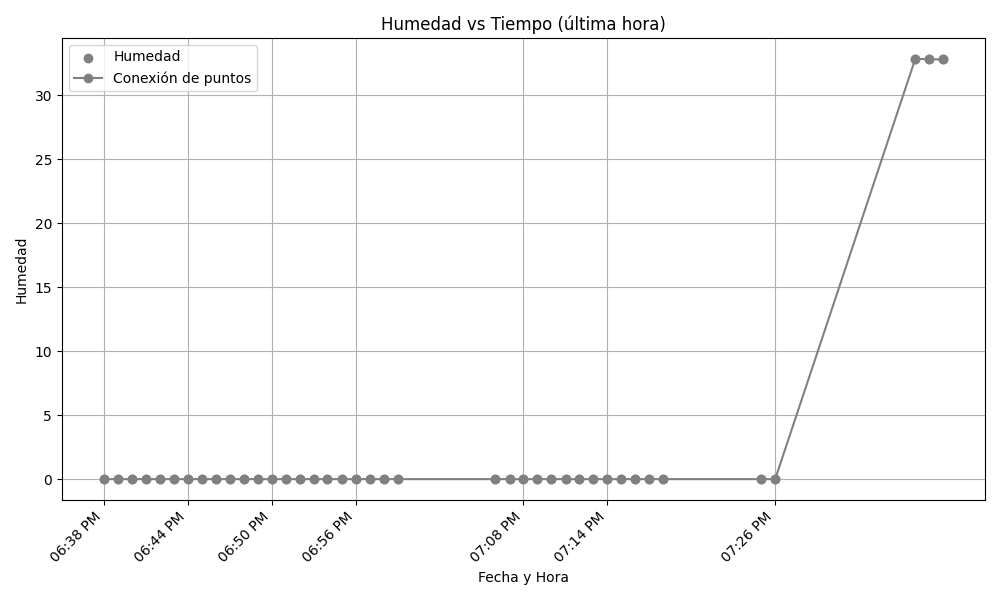 Humedad vs Tiempo (última hora)
Humedad
Conexión de puntos
Humedad
30
25
20
15
10
5
0
06:38 PM
06:44 PM
06:50 PM
06:56 PM
07:08 PM
07:14 PM
07:26 PM
Fecha y Hora